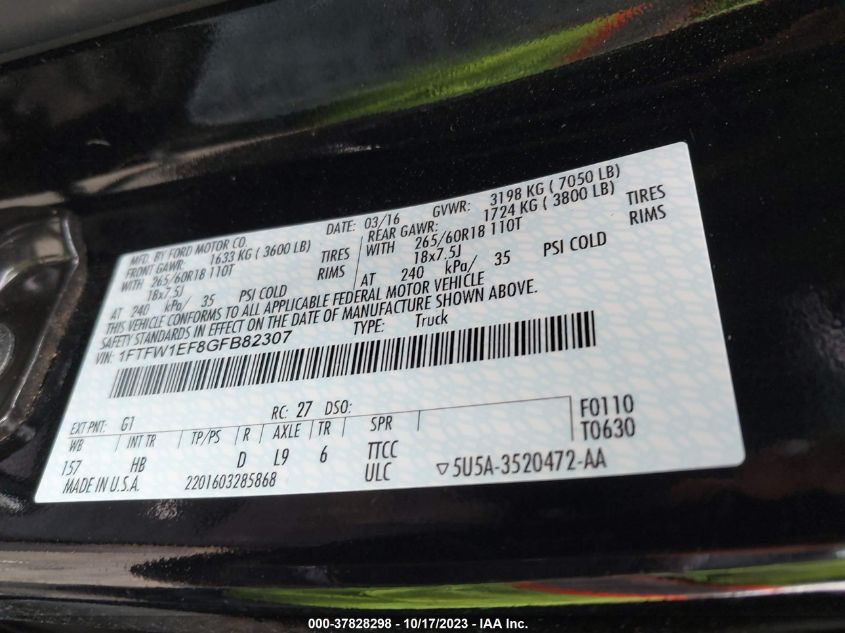 MFD. BY FORD MOTOR CO.
DATE: 03/16 GVWR: 3198 KG ( 7050 LB)
FRONT GAWR: 1633 KG ( 3600 LB) REAR GAWR: 1724 KG ( 3800 LB)
WITH 265/60R18 110T TIRES WITH 265/60R18 110T TIRES
18x7.5J RIMS 18x7.5J RIMS
AT 240 kPa/ 35 PSI COLD AT 240 kPa/ 35 PSI COLD
THIS VEHICLE CONFORMS TO ALL APPLICABLE FEDERAL MOTOR VEHICLE
SAFETY STANDARDS IN EFFECT ON THE DATE OF MANUFACTURE SHOWN ABOVE.
VIN: 1FTFW1EF8GFB82307 TYPE: Truck
EXT PNT: G1 RC: 27 DSO: F0110
WB INT TR TP/PS R AXLE TR SPR T0630
157 HB D L9 6 TTCC
MADE IN U.S.A. 2201603285868 ULC ▽5U5A-3520472-AA
000-37828298 - 10/17/2023 - IAA Inc.